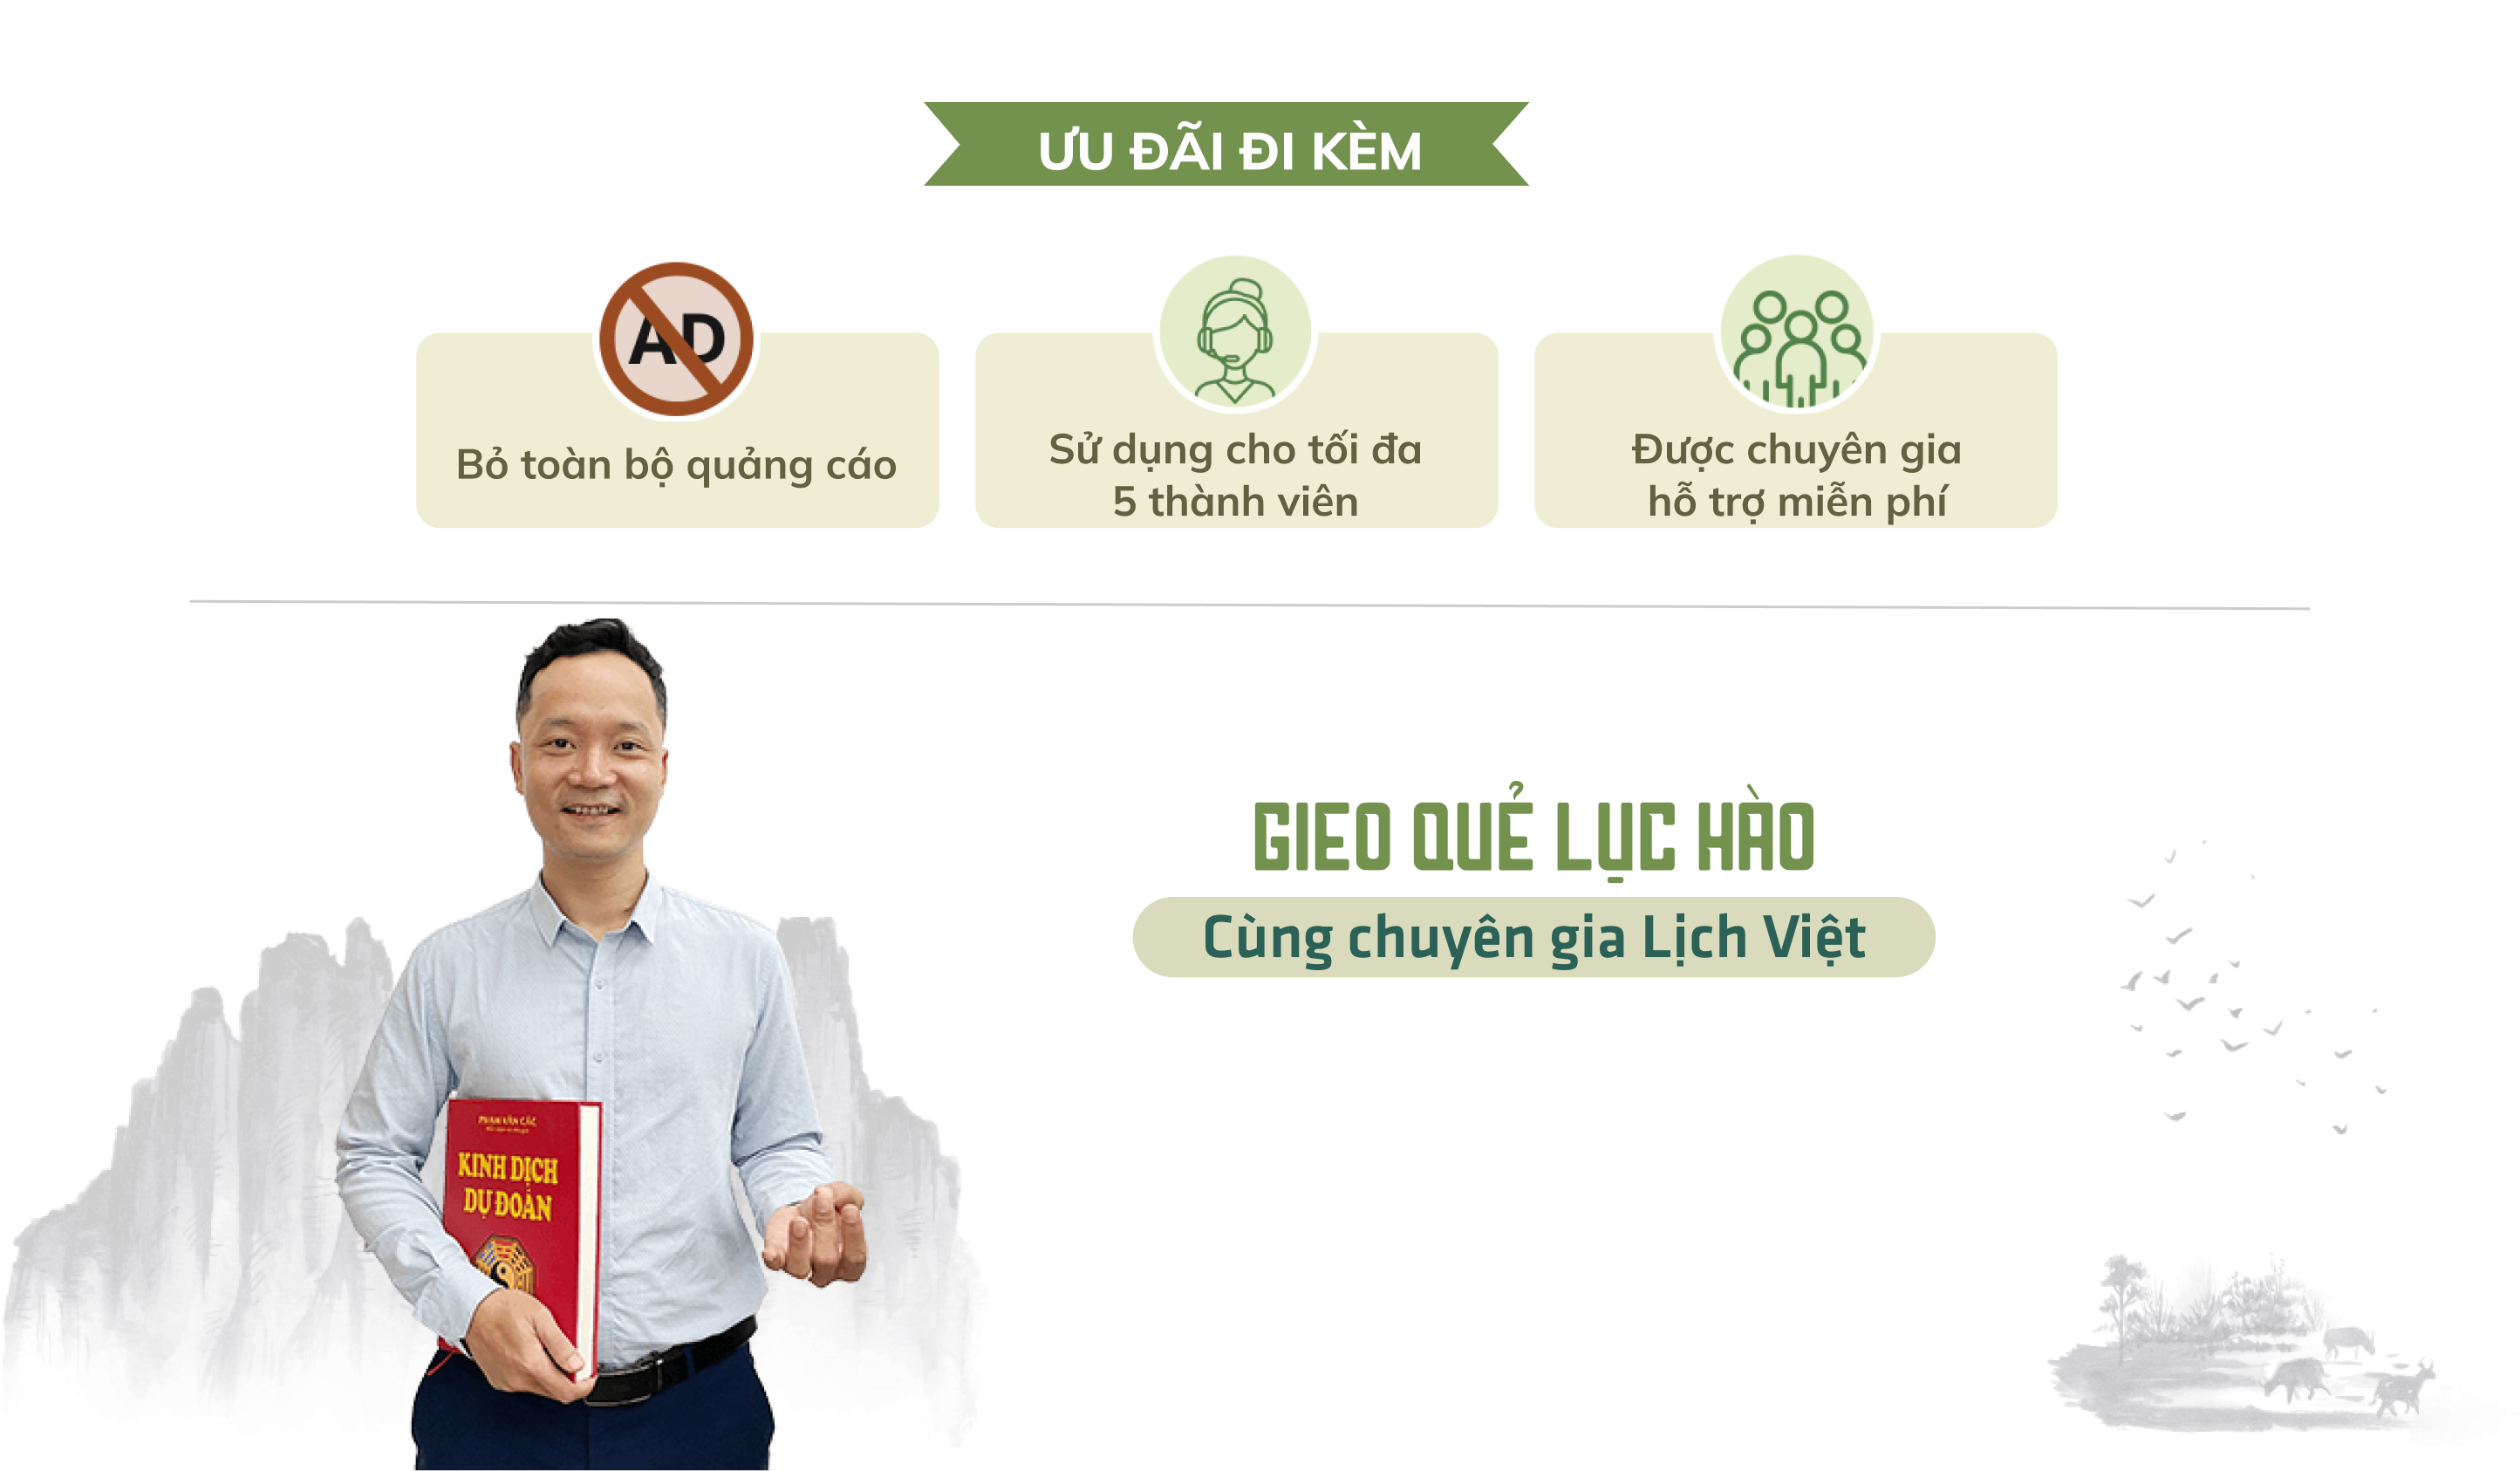 ƯU ĐÃI ĐI KÈM
AD
Bỏ toàn bộ quảng cáo
Sử dụng cho tối đa
5 thành viên
Được chuyên gia
hỗ trợ miễn phí
GIEO QUẺ LỤC HÀO
Cùng chuyên gia Lịch Việt
PHAN VĂN CÁC
KINH DỊCH
DỰ ĐOÁN